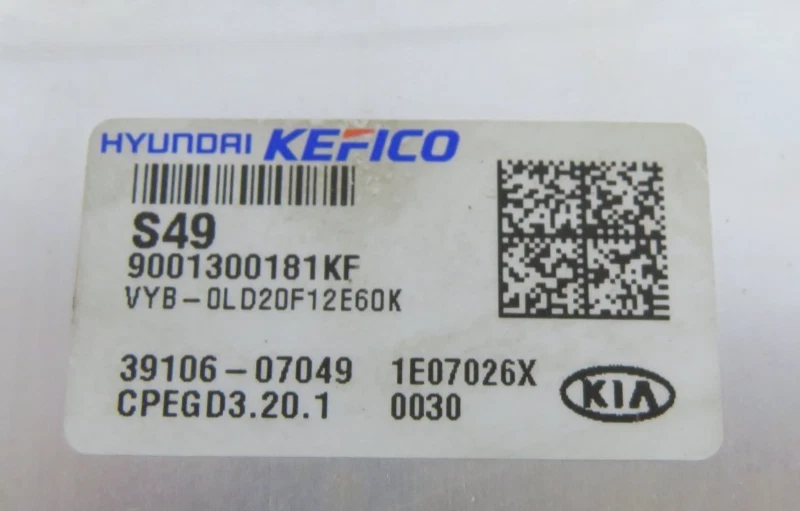 HYUNDAI KEFICO
S49
9001300181KF
VYB-0LD20F12E60K
39106-07049 1E07026X
CPEGD3.20.1 0030
KIA